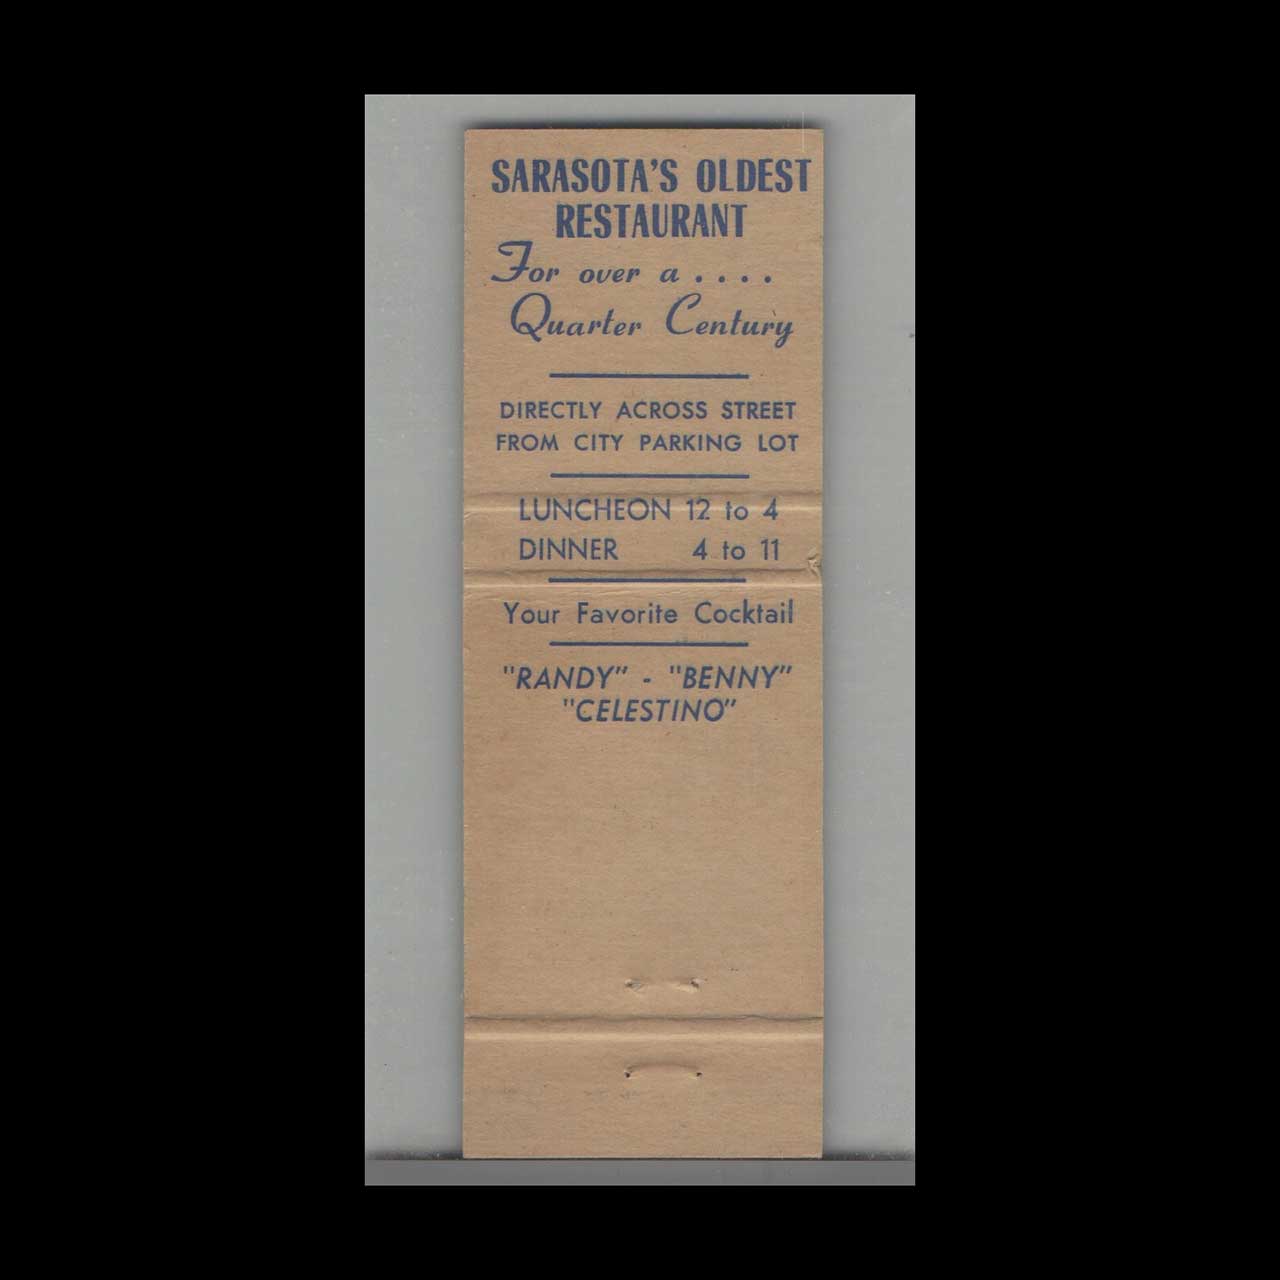 SARASOTA'S OLDEST
RESTAURANT
For over a . . . .
Quarter Century
DIRECTLY ACROSS STREET
FROM CITY PARKING LOT
LUNCHEON 12 to 4
DINNER 4 to 11
Your Favorite Cocktail
"RANDY" - "BENNY"
"CELESTINO"